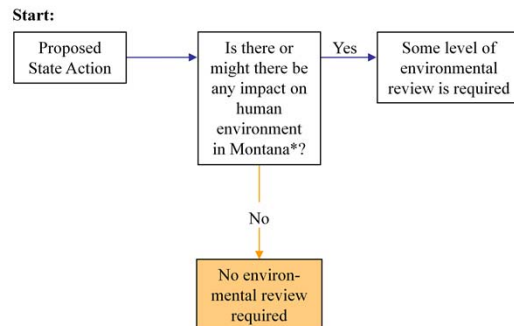 Start:
Proposed
State Action
Is there or
might there be
any impact on
human
environment
in Montana*?
Yes
Some level of
environmental
review is required
No
No environ-
mental review
required